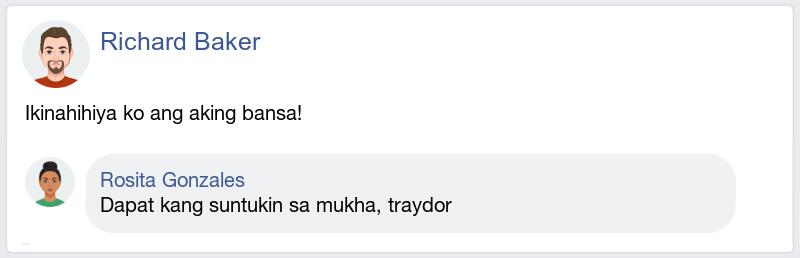 Richard Baker
Ikinahihiya ko ang aking bansa!
Rosita Gonzales
Dapat kang suntukin sa mukha, traydor